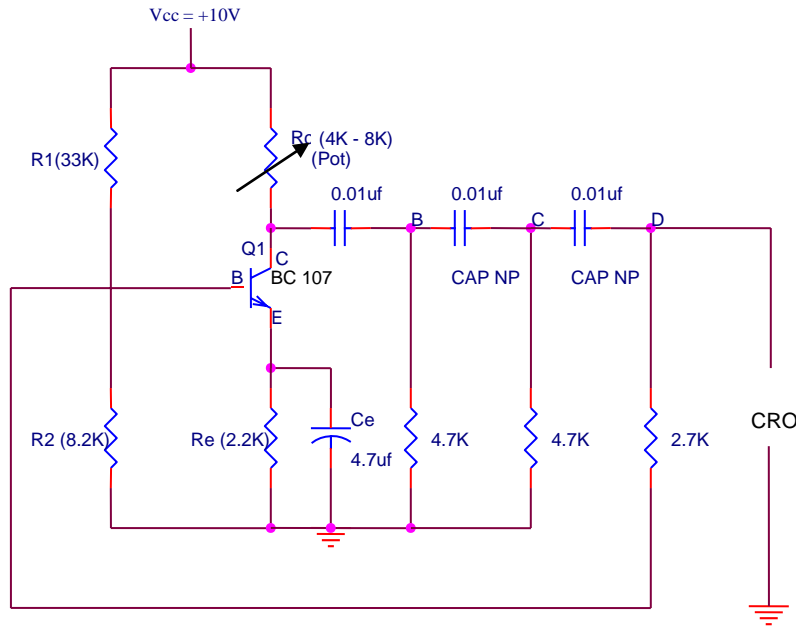 Vcc = +10V
Rc (4K - 8K)
(Pot)
R1(33K)
0.01uf
0.01uf
0.01uf
B
C
D
Q1
C
B
BC 107
E
CAP NP
CAP NP
R2 (8.2K)
Re (2.2K)
Ce
4.7uf
4.7K
4.7K
2.7K
CRO